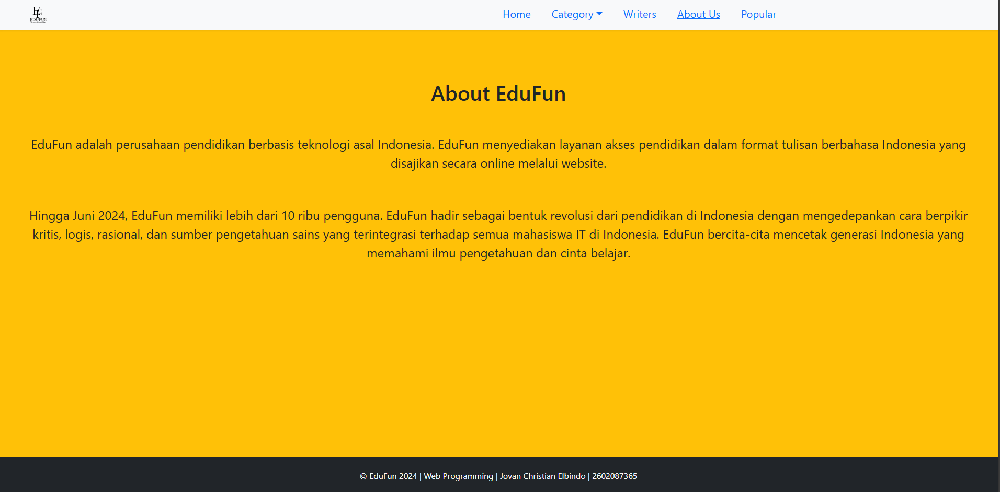 EF
EDUFUN
Home Category Writers About Us Popular
About EduFun
EduFun adalah perusahaan pendidikan berbasis teknologi asal Indonesia. EduFun menyediakan layanan akses pendidikan dalam format tulisan berbahasa Indonesia yang
disajikan secara online melalui website.
Hingga Juni 2024, EduFun memiliki lebih dari 10 ribu pengguna. EduFun hadir sebagai bentuk revolusi dari pendidikan di Indonesia dengan mengedepankan cara berpikir
kritis, logis, rasional, dan sumber pengetahuan sains yang terintegrasi terhadap semua mahasiswa IT di Indonesia. EduFun bercita-cita mencetak generasi Indonesia yang
memahami ilmu pengetahuan dan cinta belajar.
© EduFun 2024 | Web Programming | Jovan Christian Elbindo | 2602087365